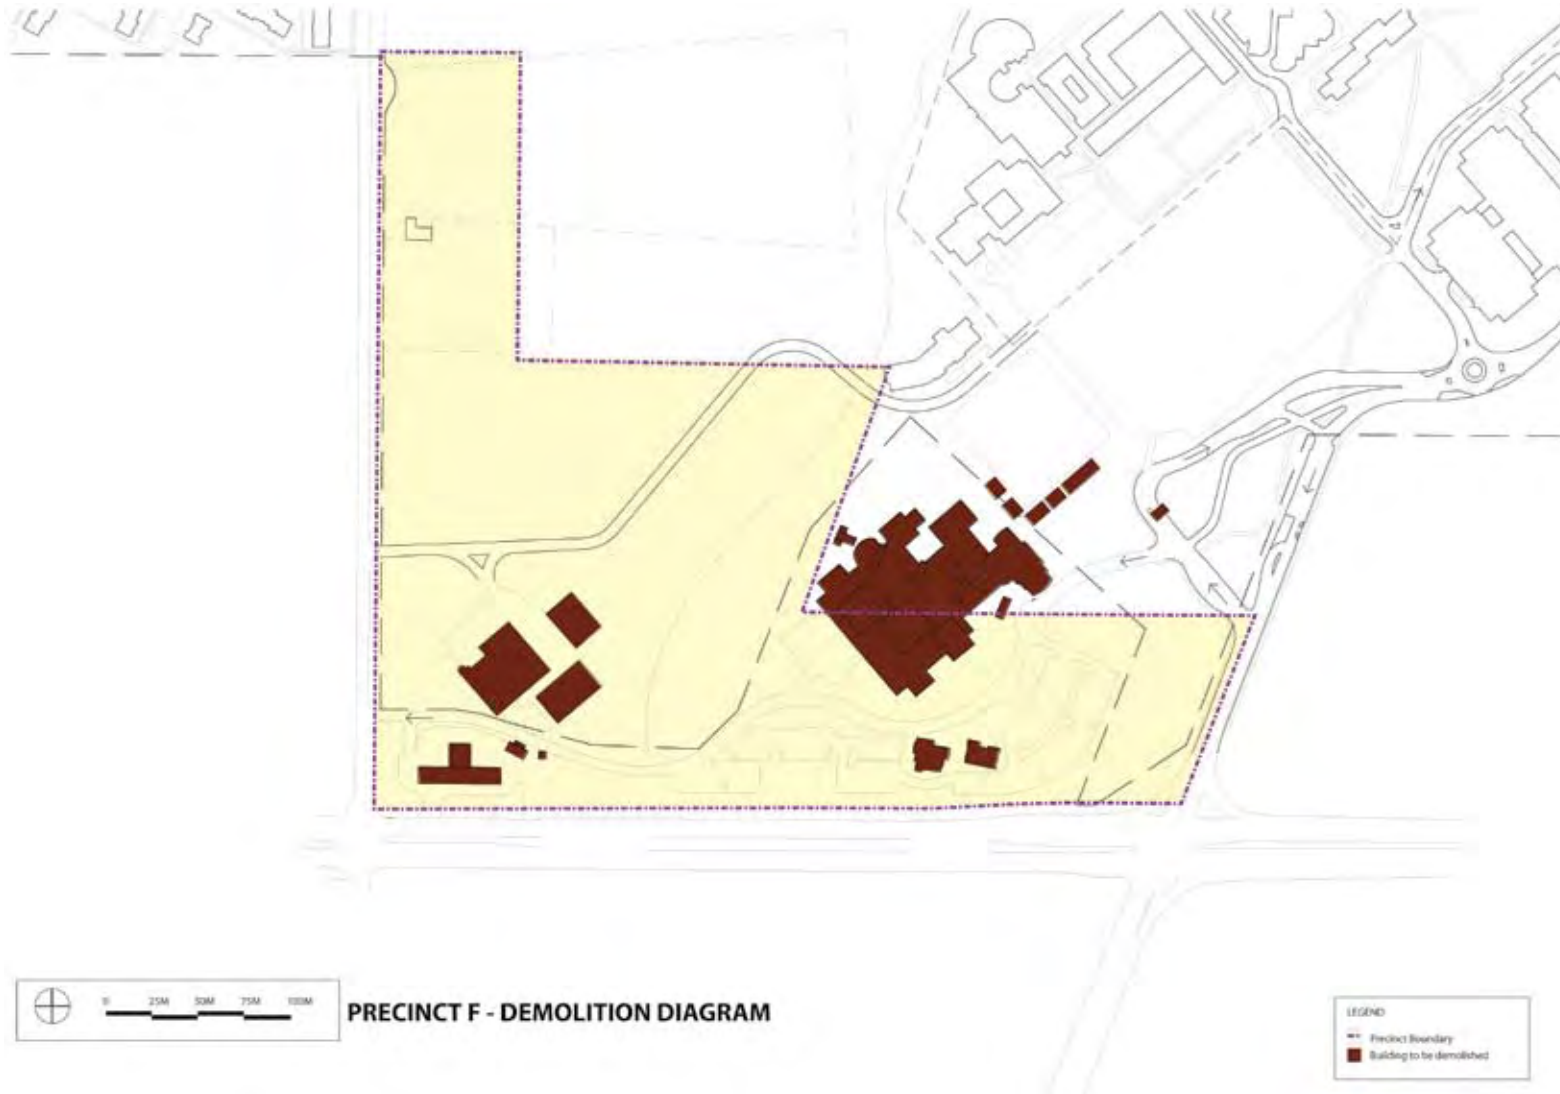 0 25M 50M 75M 100M
PRECINCT F - DEMOLITION DIAGRAM
LEGEND
Precinct Boundary
Building to be demolished